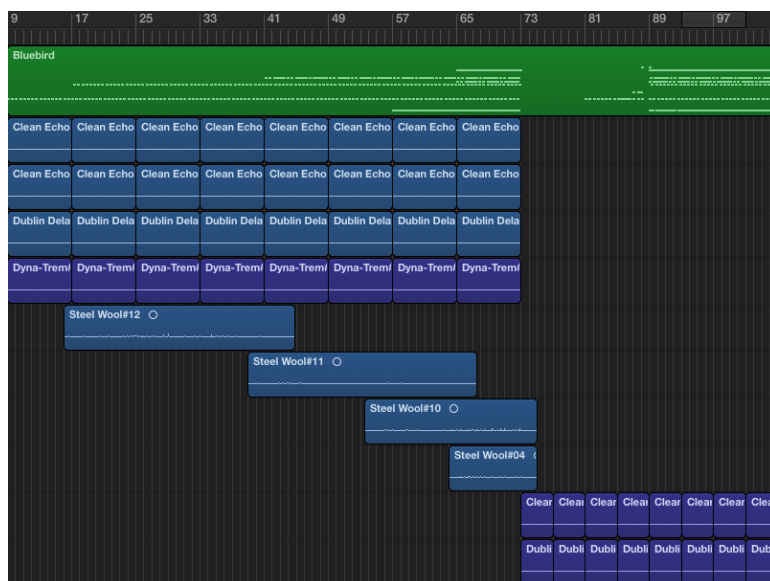 9 17 25 33 41 49 57 65 73 81 89 97
Bluebird
Clean Echo Clean Echo Clean Echo Clean Echo Clean Echo Clean Echo Clean Echo Clean Echo
Clean Echo Clean Echo Clean Echo Clean Echo Clean Echo Clean Echo Clean Echo Clean Echo
Dublin Dela Dublin Dela Dublin Dela Dublin Dela Dublin Dela Dublin Dela Dublin Dela Dublin Dela
Dyna-Trem# Dyna-Trem# Dyna-Trem# Dyna-Trem# Dyna-Trem# Dyna-Trem# Dyna-Trem# Dyna-Trem#
Steel Wool#12
Steel Wool#11
Steel Wool#10
Steel Wool#04
Clear Clear Clear Clear Clear Clear Clear Clea
Dubli Dubli Dubli Dubli Dubli Dubli Dubli Dub